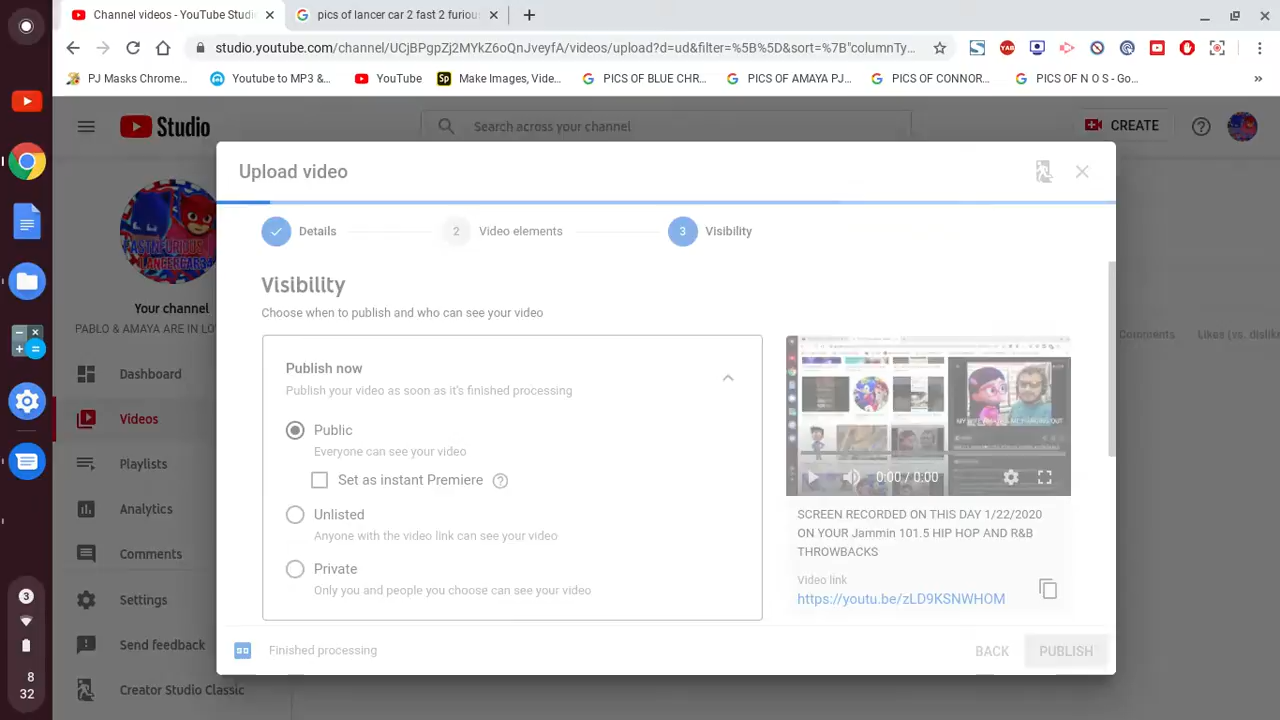 Channel videos - YouTube Studi
pics of lancer car 2 fast 2 furiou
studio.youtube.com/channel/UCjBPgpZj2MYkZ6oQnJveyfA/videos/upload?d=ud&filter=%5B%5D&sort=%7B"columnTy...
PJ Masks Chrome...
Youtube to MP3 &...
YouTube
Sp
Make Images, Vide...
PICS OF BLUE CHR...
PICS OF AMAYA PJ...
PICS OF CONNOR...
PICS OF N O S - Go...
»
Studio
Search across your channel
CREATE
Upload video
Details
2
Video elements
3
Visibility
LANCERCAR34
Your channel
PABLO & AMAYA ARE IN LO
Dashboard
Videos
Playlists
Analytics
Comments
Settings
Send feedback
Creator Studio Classic
Visibility
Choose when to publish and who can see your video
Publish now
Publish your video as soon as it's finished processing
Public
Everyone can see your video
Set as instant Premiere
Unlisted
Anyone with the video link can see your video
Private
Only you and people you choose can see your video
Comments
Likes (vs. dislike
0:00 / 0:00
SCREEN RECORDED ON THIS DAY 1/22/2020
ON YOUR Jammin 101.5 HIP HOP AND R&B
THROWBACKS
Video link
https://youtu.be/zLD9KSNWHOM
Finished processing
BACK
PUBLISH
3
8
32